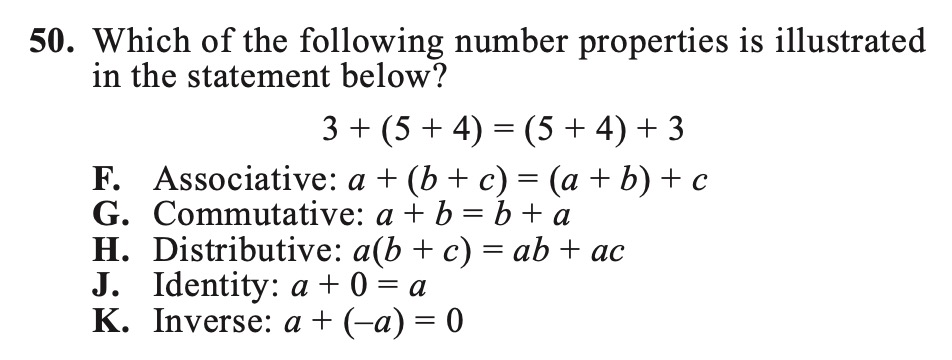 50. Which of the following number properties is illustrated
in the statement below?
3 + (5 + 4) = (5 + 4) + 3
F. Associative: a + (b + c) = (a + b) + c
G. Commutative: a + b = b + a
H. Distributive: a(b + c) = ab + ac
J. Identity: a + 0 = a
K. Inverse: a + (–a) = 0